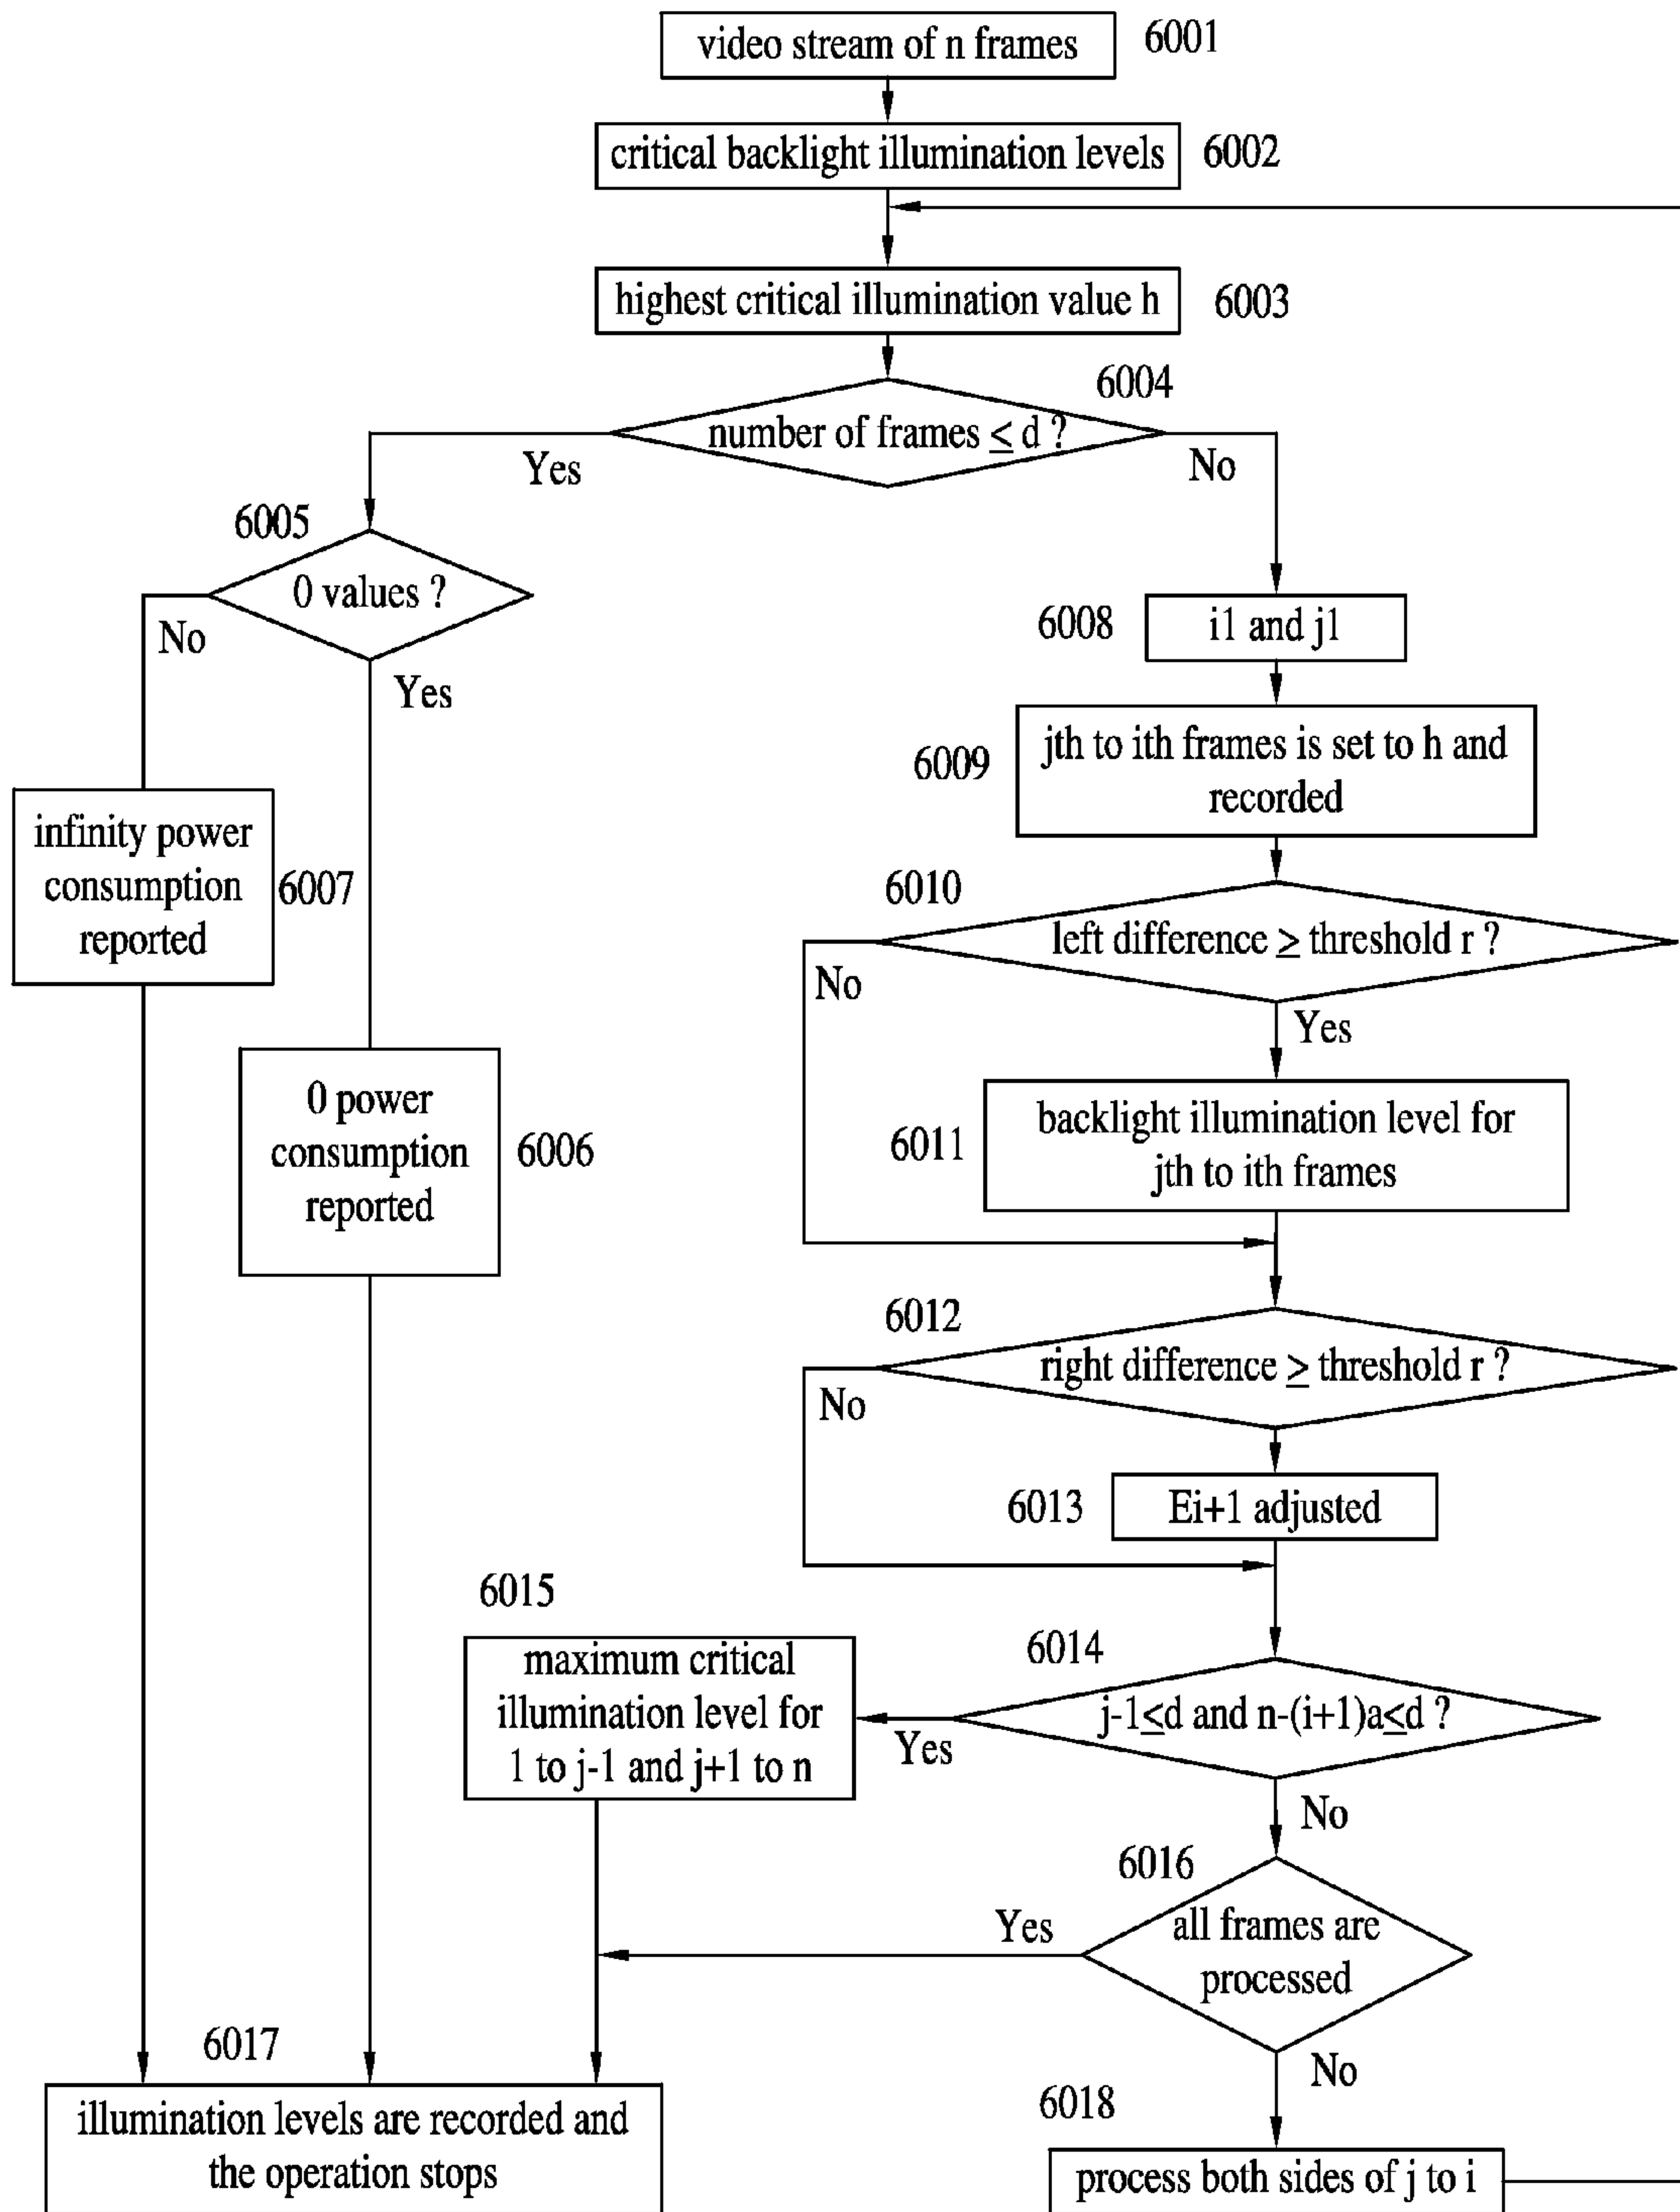 video stream of n frames
6001
critical backlight illumination levels
6002
highest critical illumination value h
6003
6004
number of frames ≤ d ?
Yes
No
6005
0 values ?
No
Yes
6008
i1 and j1
6009
jth to ith frames is set to h and
recorded
infinity power
consumption
reported
6007
6010
left difference ≥ threshold r ?
No
Yes
0 power
consumption
reported
6006
6011
backlight illumination level for
jth to ith frames
6012
right difference ≥ threshold r ?
No
6013
Ei+1 adjusted
6015
maximum critical
illumination level for
1 to j-1 and j+1 to n
6014
j-1≤d and n-(i+1)a≤d ?
Yes
No
6016
all frames are
processed
Yes
No
6017
illumination levels are recorded and
the operation stops
6018
process both sides of j to i